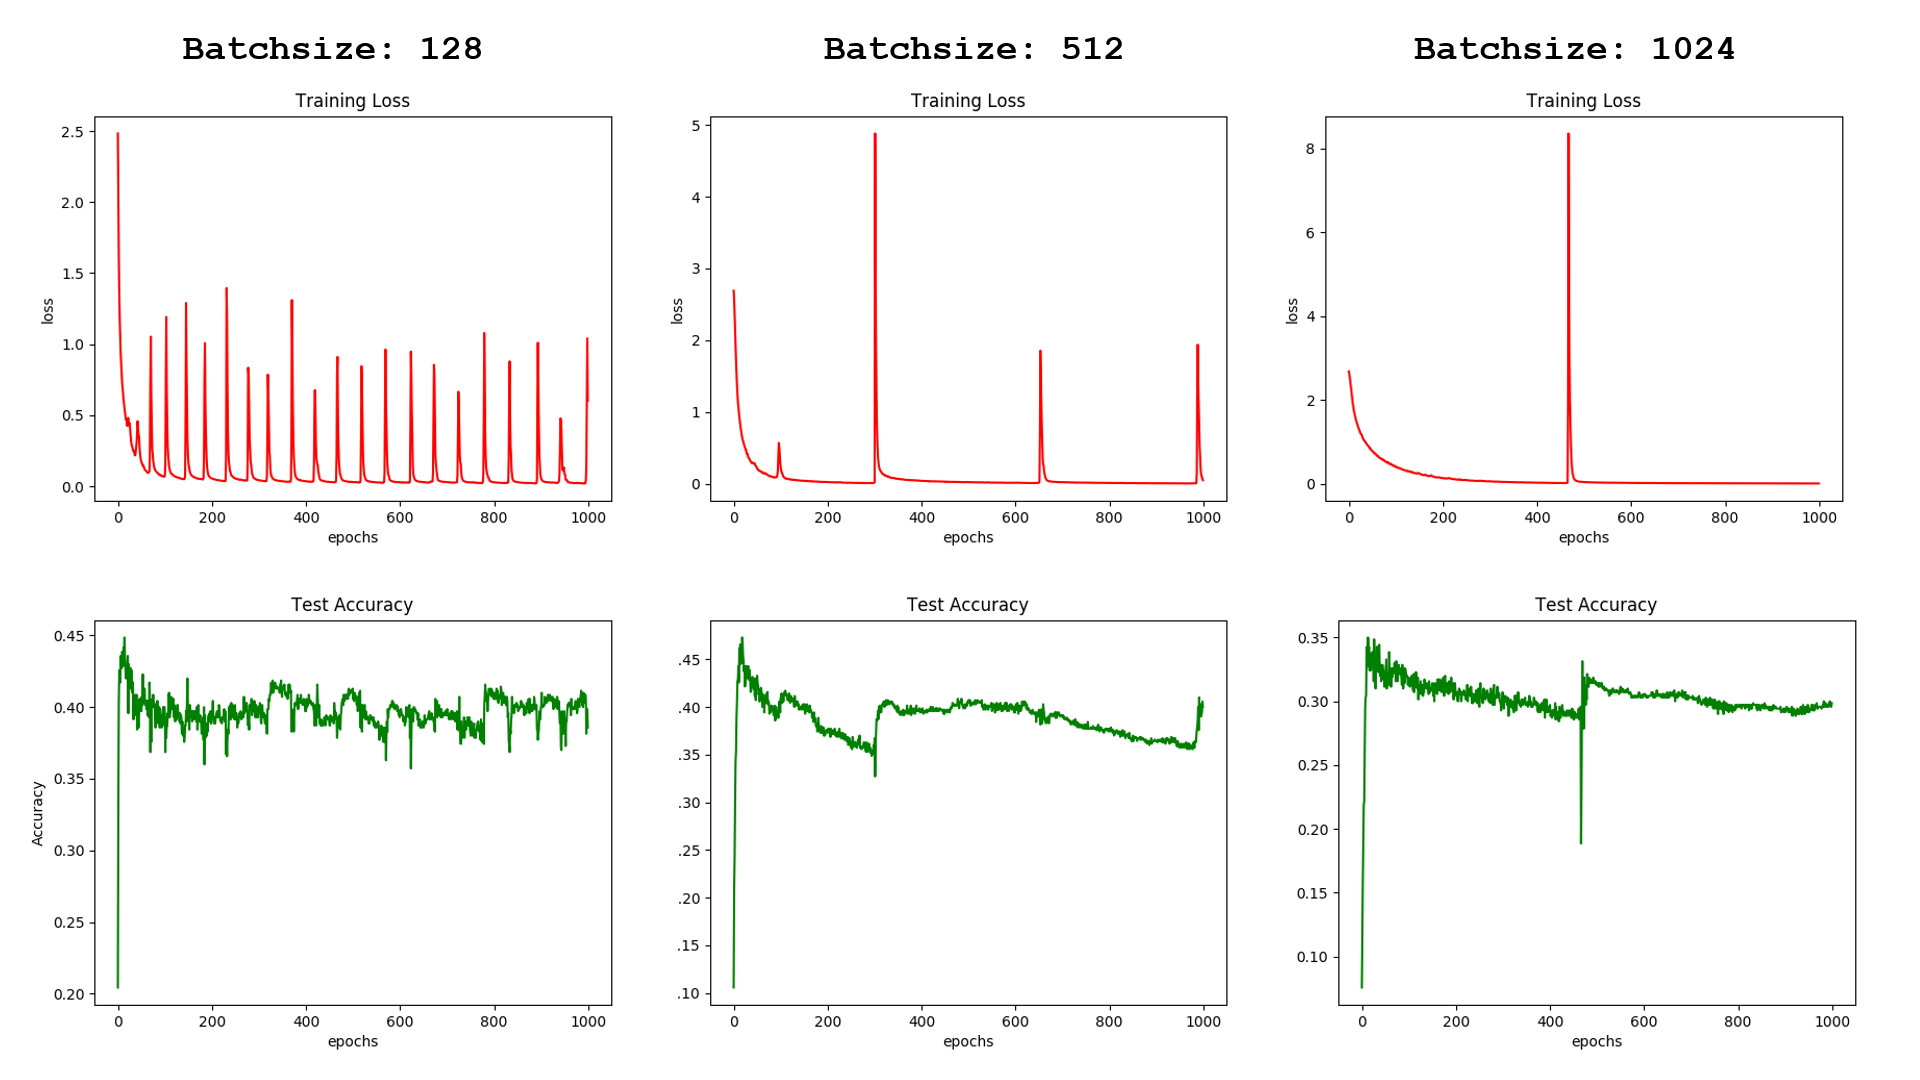 Batchsize: 128
Batchsize: 512
Batchsize: 1024
Training Loss
2.5
2.0
1.5
1.0
0.5
0.0
loss
0 200 400 600 800 1000
epochs
Training Loss
5
4
3
2
1
0
loss
0 200 400 600 800 1000
epochs
Training Loss
8
6
4
2
0
loss
0 200 400 600 800 1000
epochs
Test Accuracy
0.45
0.40
0.35
0.30
0.25
0.20
Accuracy
0 200 400 600 800 1000
epochs
Test Accuracy
.45
.40
.35
.30
.25
.20
.15
.10
0 200 400 600 800 1000
epochs
Test Accuracy
0.35
0.30
0.25
0.20
0.15
0.10
0 200 400 600 800 1000
epochs